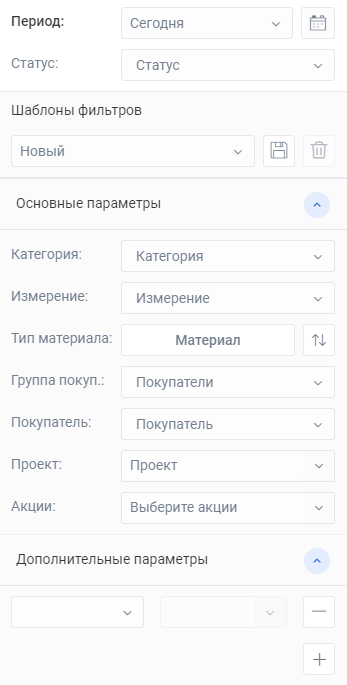 Период: Сегодня
Статус: Статус
Шаблоны фильтров
Новый
Основные параметры
Категория: Категория
Измерение: Измерение
Тип материала: Материал
Группа покуп.: Покупатели
Покупатель: Покупатель
Проект: Проект
Акции: Выберите акции
Дополнительные параметры